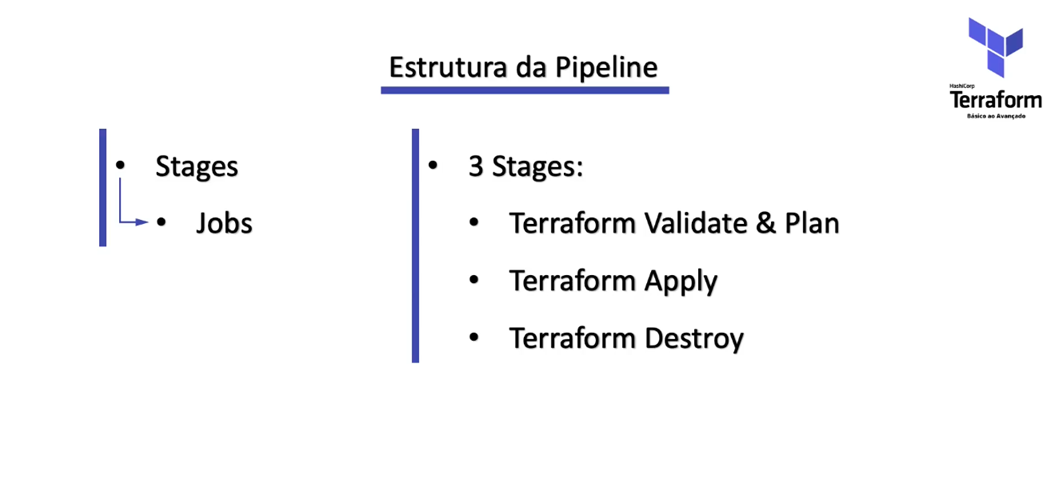 Estrutura da Pipeline
HashiCorp
Terraform
Básico ao Avançado
• Stages
• Jobs
• 3 Stages:
• Terraform Validate & Plan
• Terraform Apply
• Terraform Destroy